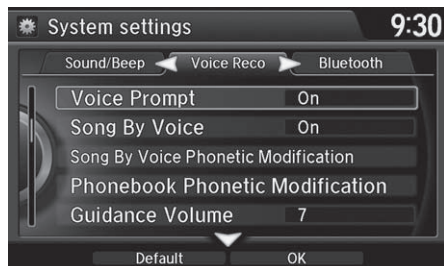 System settings 9:30
Sound/Beep Voice Reco Bluetooth
Voice Prompt On
Song By Voice On
Song By Voice Phonetic Modification
Phonebook Phonetic Modification
Guidance Volume 7
Default OK